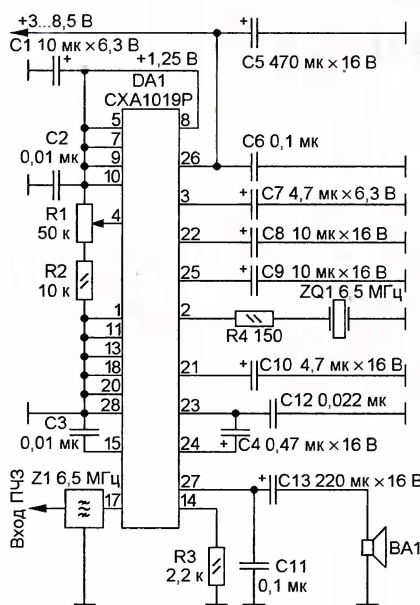 +3...8,5 В
C1 10 мк×6,3 В
+
+
C5 470 мк×16 В
+1,25 В
DA1
CXA1019P
5
8
7
C2
0,01 мк
9
26
C6 0,1 мк
10
3
+
C7 4,7 мк×6,3 В
R1
50 к
4
22
+
C8 10 мк×16 В
25
+
C9 10 мк×16 В
R2
10 к
ZQ1 6,5 МГц
1
2
R4 150
11
13
21
+
C10 4,7 мк×16 В
18
20
C12 0,022 мк
28
23
C3
0,01 мк
15
24
+
C4 0,47 мк×16 В
Вход ПЧЗ
Z1 6,5 МГц
27
+
C13 220 мк×16 В
17
14
BA1
R3
2,2 к
C11
0,1 мк